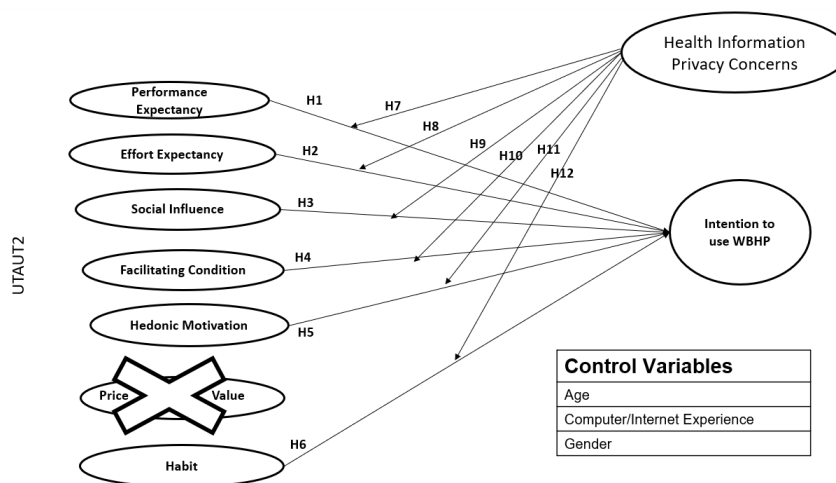 Health Information
Privacy Concerns
Performance
Expectancy
H1
H7
H8
Effort Expectancy
H2
H9
H10
H11
H12
Social Influence
H3
Intention to
use WBHP
UTAUT2
Facilitating Condition
H4
Hedonic Motivation
H5
Control Variables
Age
Computer/Internet Experience
Gender
Price Value
H6
Habit